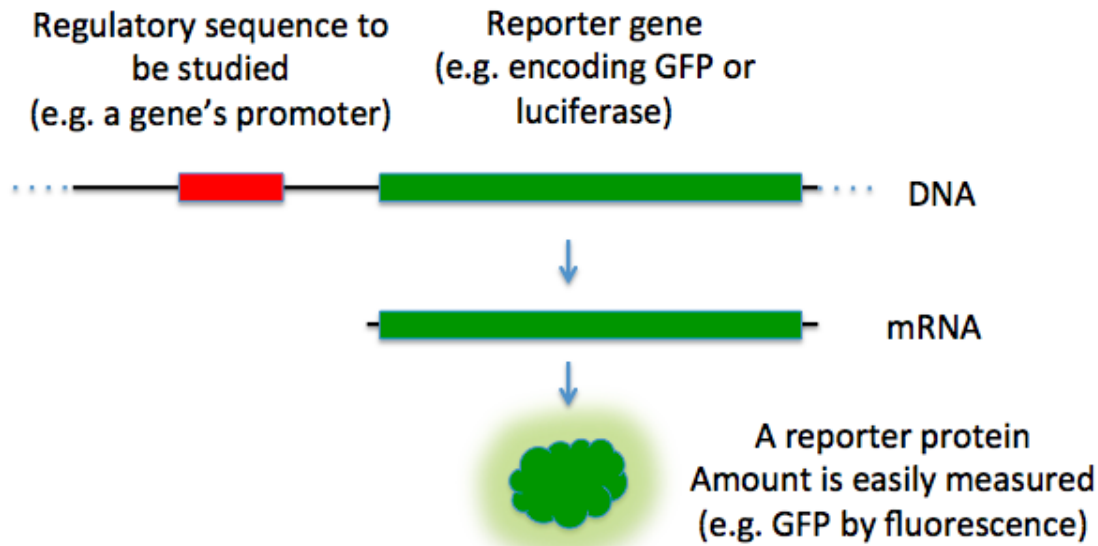 Regulatory sequence to
be studied
(e.g. a gene’s promoter)
Reporter gene
(e.g. encoding GFP or
luciferase)
DNA
mRNA
A reporter protein
Amount is easily measured
(e.g. GFP by fluorescence)